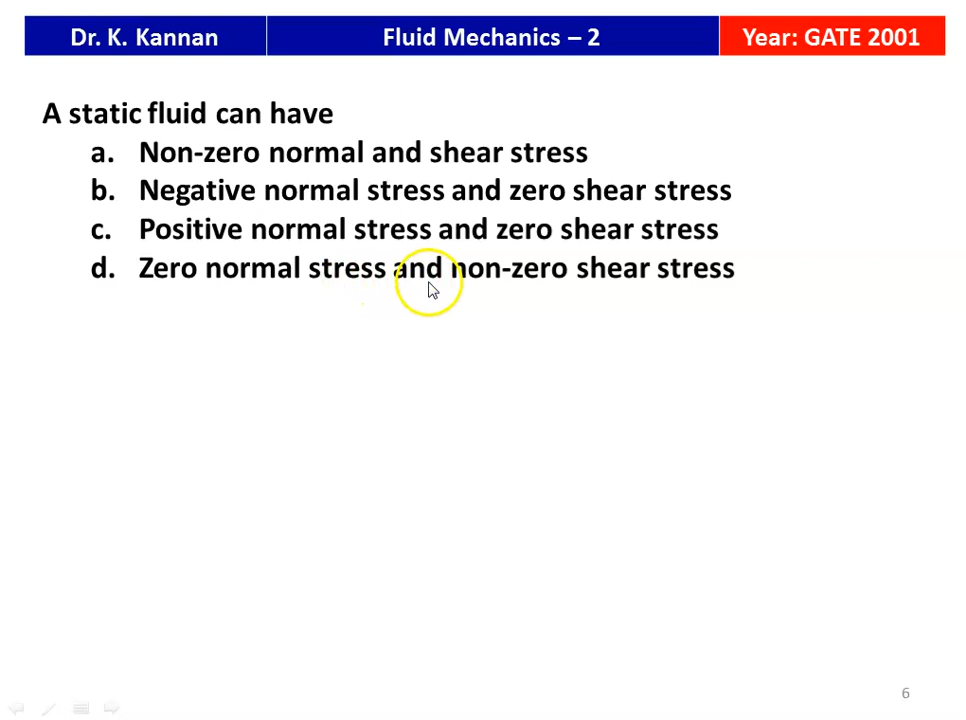 Dr. K. Kannan Fluid Mechanics – 2 Year: GATE 2001
A static fluid can have
a. Non-zero normal and shear stress
b. Negative normal stress and zero shear stress
c. Positive normal stress and zero shear stress
d. Zero normal stress and non-zero shear stress
6